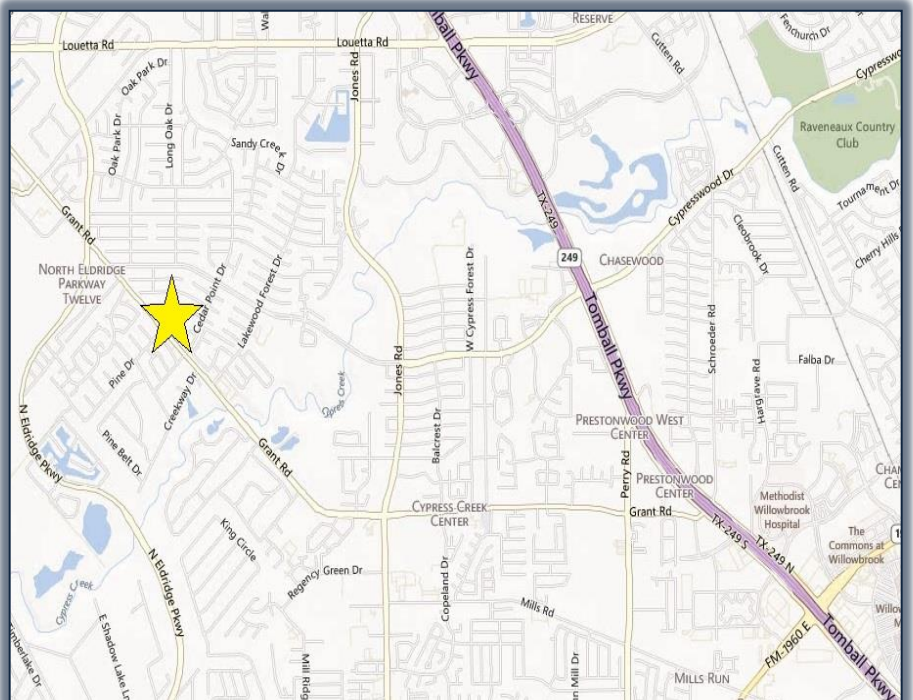 RESERVE
Louetta Rd
Louetta Rd
Tomball Pkwy
Cutten Rd
Fenchurch Dr
Oak Park Dr
Jones Rd
Oak Park Dr
Long Oak Dr
Sandy Creek Dr
Raveneaux Country
Club
Cutten Rd
Cypresswood Dr
Tournament Dr
Grant Rd
TX-249
Cleobrook Dr
Cherry Hills
249
CHASEWOOD
NORTH ELDRIDGE
PARKWAY
TWELVE
Cedar Point Dr
Lakewood Forest Dr
W Cypress Forest Dr
Tomball Pkwy
Schroeder Rd
Jones Rd
Falba Dr
Pine Dr
Creekway Dr
Cypress Creek
Hargrave Rd
Balcrest Dr
PRESTONWOOD WEST
CENTER
N Eldridge Pkwy
Pine Belt Dr
Grant Rd
Perry Rd
PRESTONWOOD
CENTER
Methodist
Willowbrook
Hospital
CYPRESS CREEK
CENTER
Grant Rd
TX-249 S
TX-249 N
The
Commons at
Willowbrook
King Circle
N Eldridge Pkwy
Regency Green Dr
Copeland Dr
Cypress Creek
Mills Rd
E Shadow Lake Ln
FM-1960 E
Tomball Pkwy
MILLS RUN